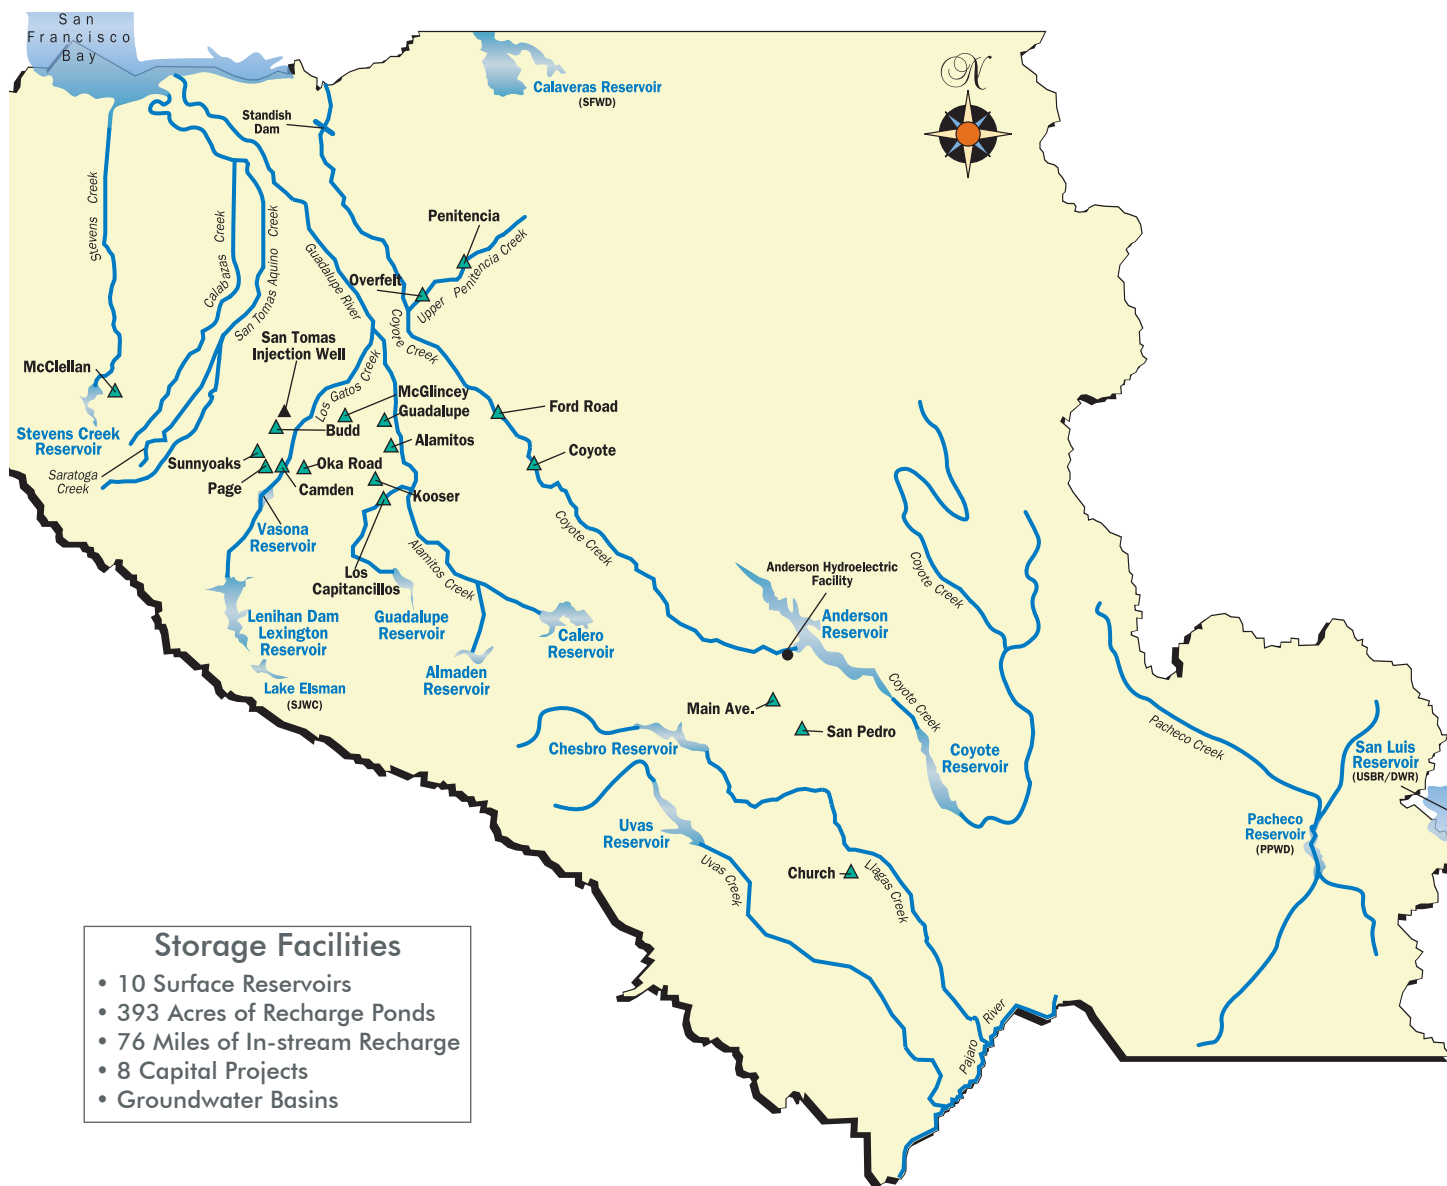 San
Francisco
Bay
N
Calaveras Reservoir
(SFWD)
Standish
Dam
Stevens Creek
Calabazas Creek
San Tomas Aquino Creek
Guadalupe River
Penitencia
Overfelt
Upper Penitencia Creek
Coyote Creek
San Tomas
Injection Well
McClellan
Los Gatos Creek
McGlincey
Guadalupe
Ford Road
Budd
Alamitos
Stevens Creek
Reservoir
Sunnyoaks
Oka Road
Coyote
Saratoga
Creek
Page
Camden
Kooser
Vasona
Reservoir
Coyote Creek
Alamitos Creek
Coyote Creek
Los
Capitancillos
Anderson Hydroelectric
Facility
Lenihan Dam
Lexington
Reservoir
Guadalupe
Reservoir
Anderson
Reservoir
Calero
Reservoir
Almaden
Reservoir
Lake Elsman
(SJWC)
Coyote Creek
Main Ave.
San Pedro
Pacheco Creek
Chesbro Reservoir
Coyote
Reservoir
San Luis
Reservoir
(USBR/DWR)
Uvas
Reservoir
Pacheco
Reservoir
(PPWD)
Uvas Creek
Church
Llagas Creek
Pajaro River
Storage Facilities
• 10 Surface Reservoirs
• 393 Acres of Recharge Ponds
• 76 Miles of In-stream Recharge
• 8 Capital Projects
• Groundwater Basins